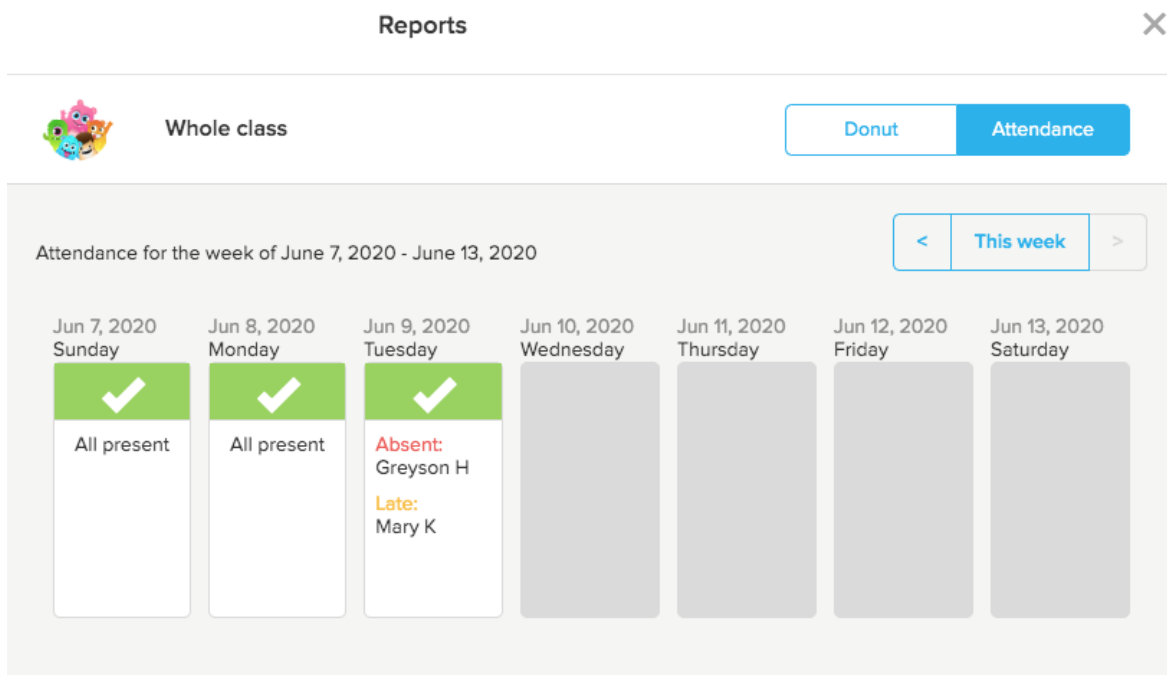 Reports
Whole class
Donut
Attendance
Attendance for the week of June 7, 2020 - June 13, 2020
<
This week
>
Jun 7, 2020
Sunday
All present
Jun 8, 2020
Monday
All present
Jun 9, 2020
Tuesday
Absent:
Greyson H
Late:
Mary K
Jun 10, 2020
Wednesday
Jun 11, 2020
Thursday
Jun 12, 2020
Friday
Jun 13, 2020
Saturday